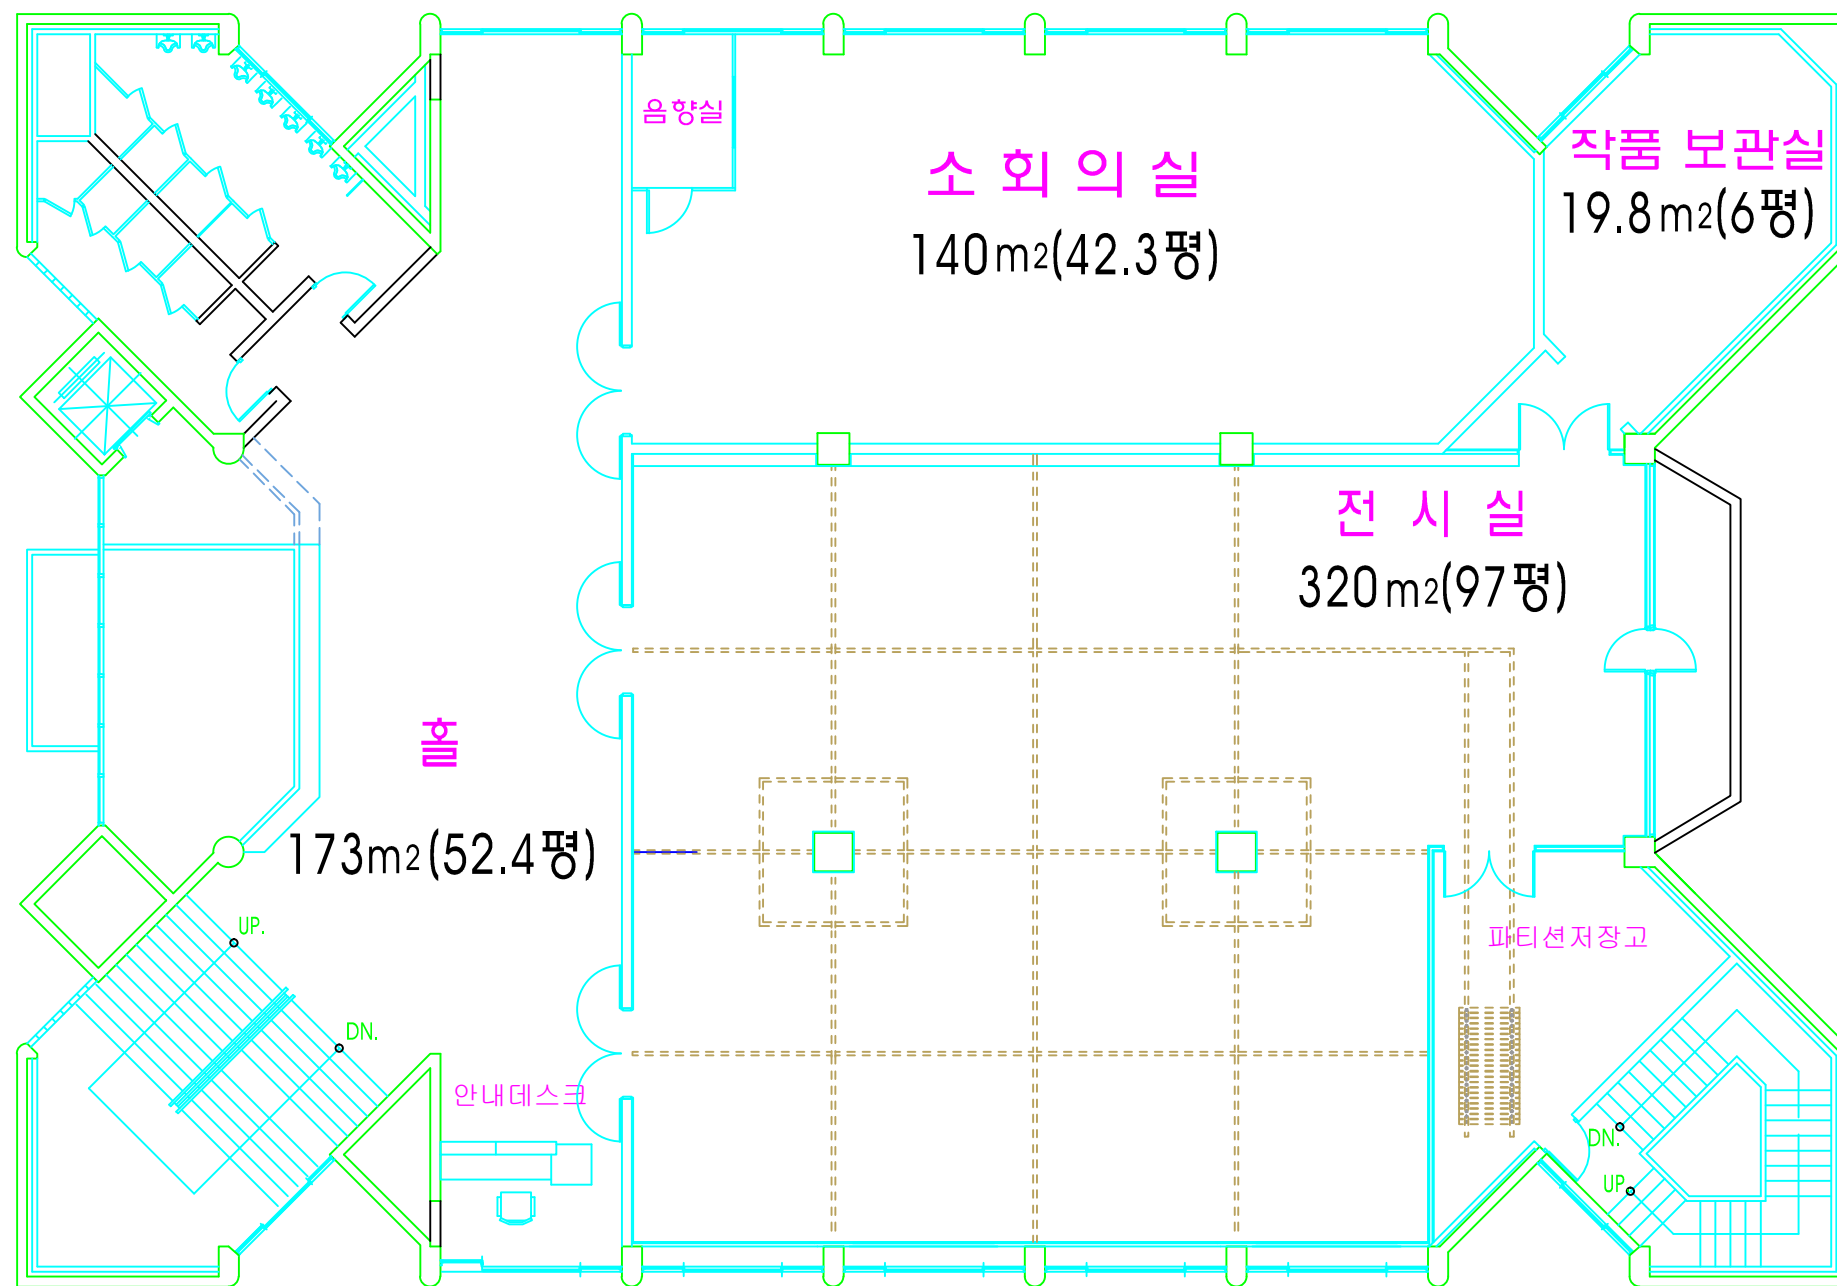 음향실
소회의실
140m2(42.3평)
작품 보관실
19.8m2(6평)
전시실
320m2(97평)
홀
173m2(52.4평)
UP.
DN.
안내데스크
파티션저장고
DN.
UP